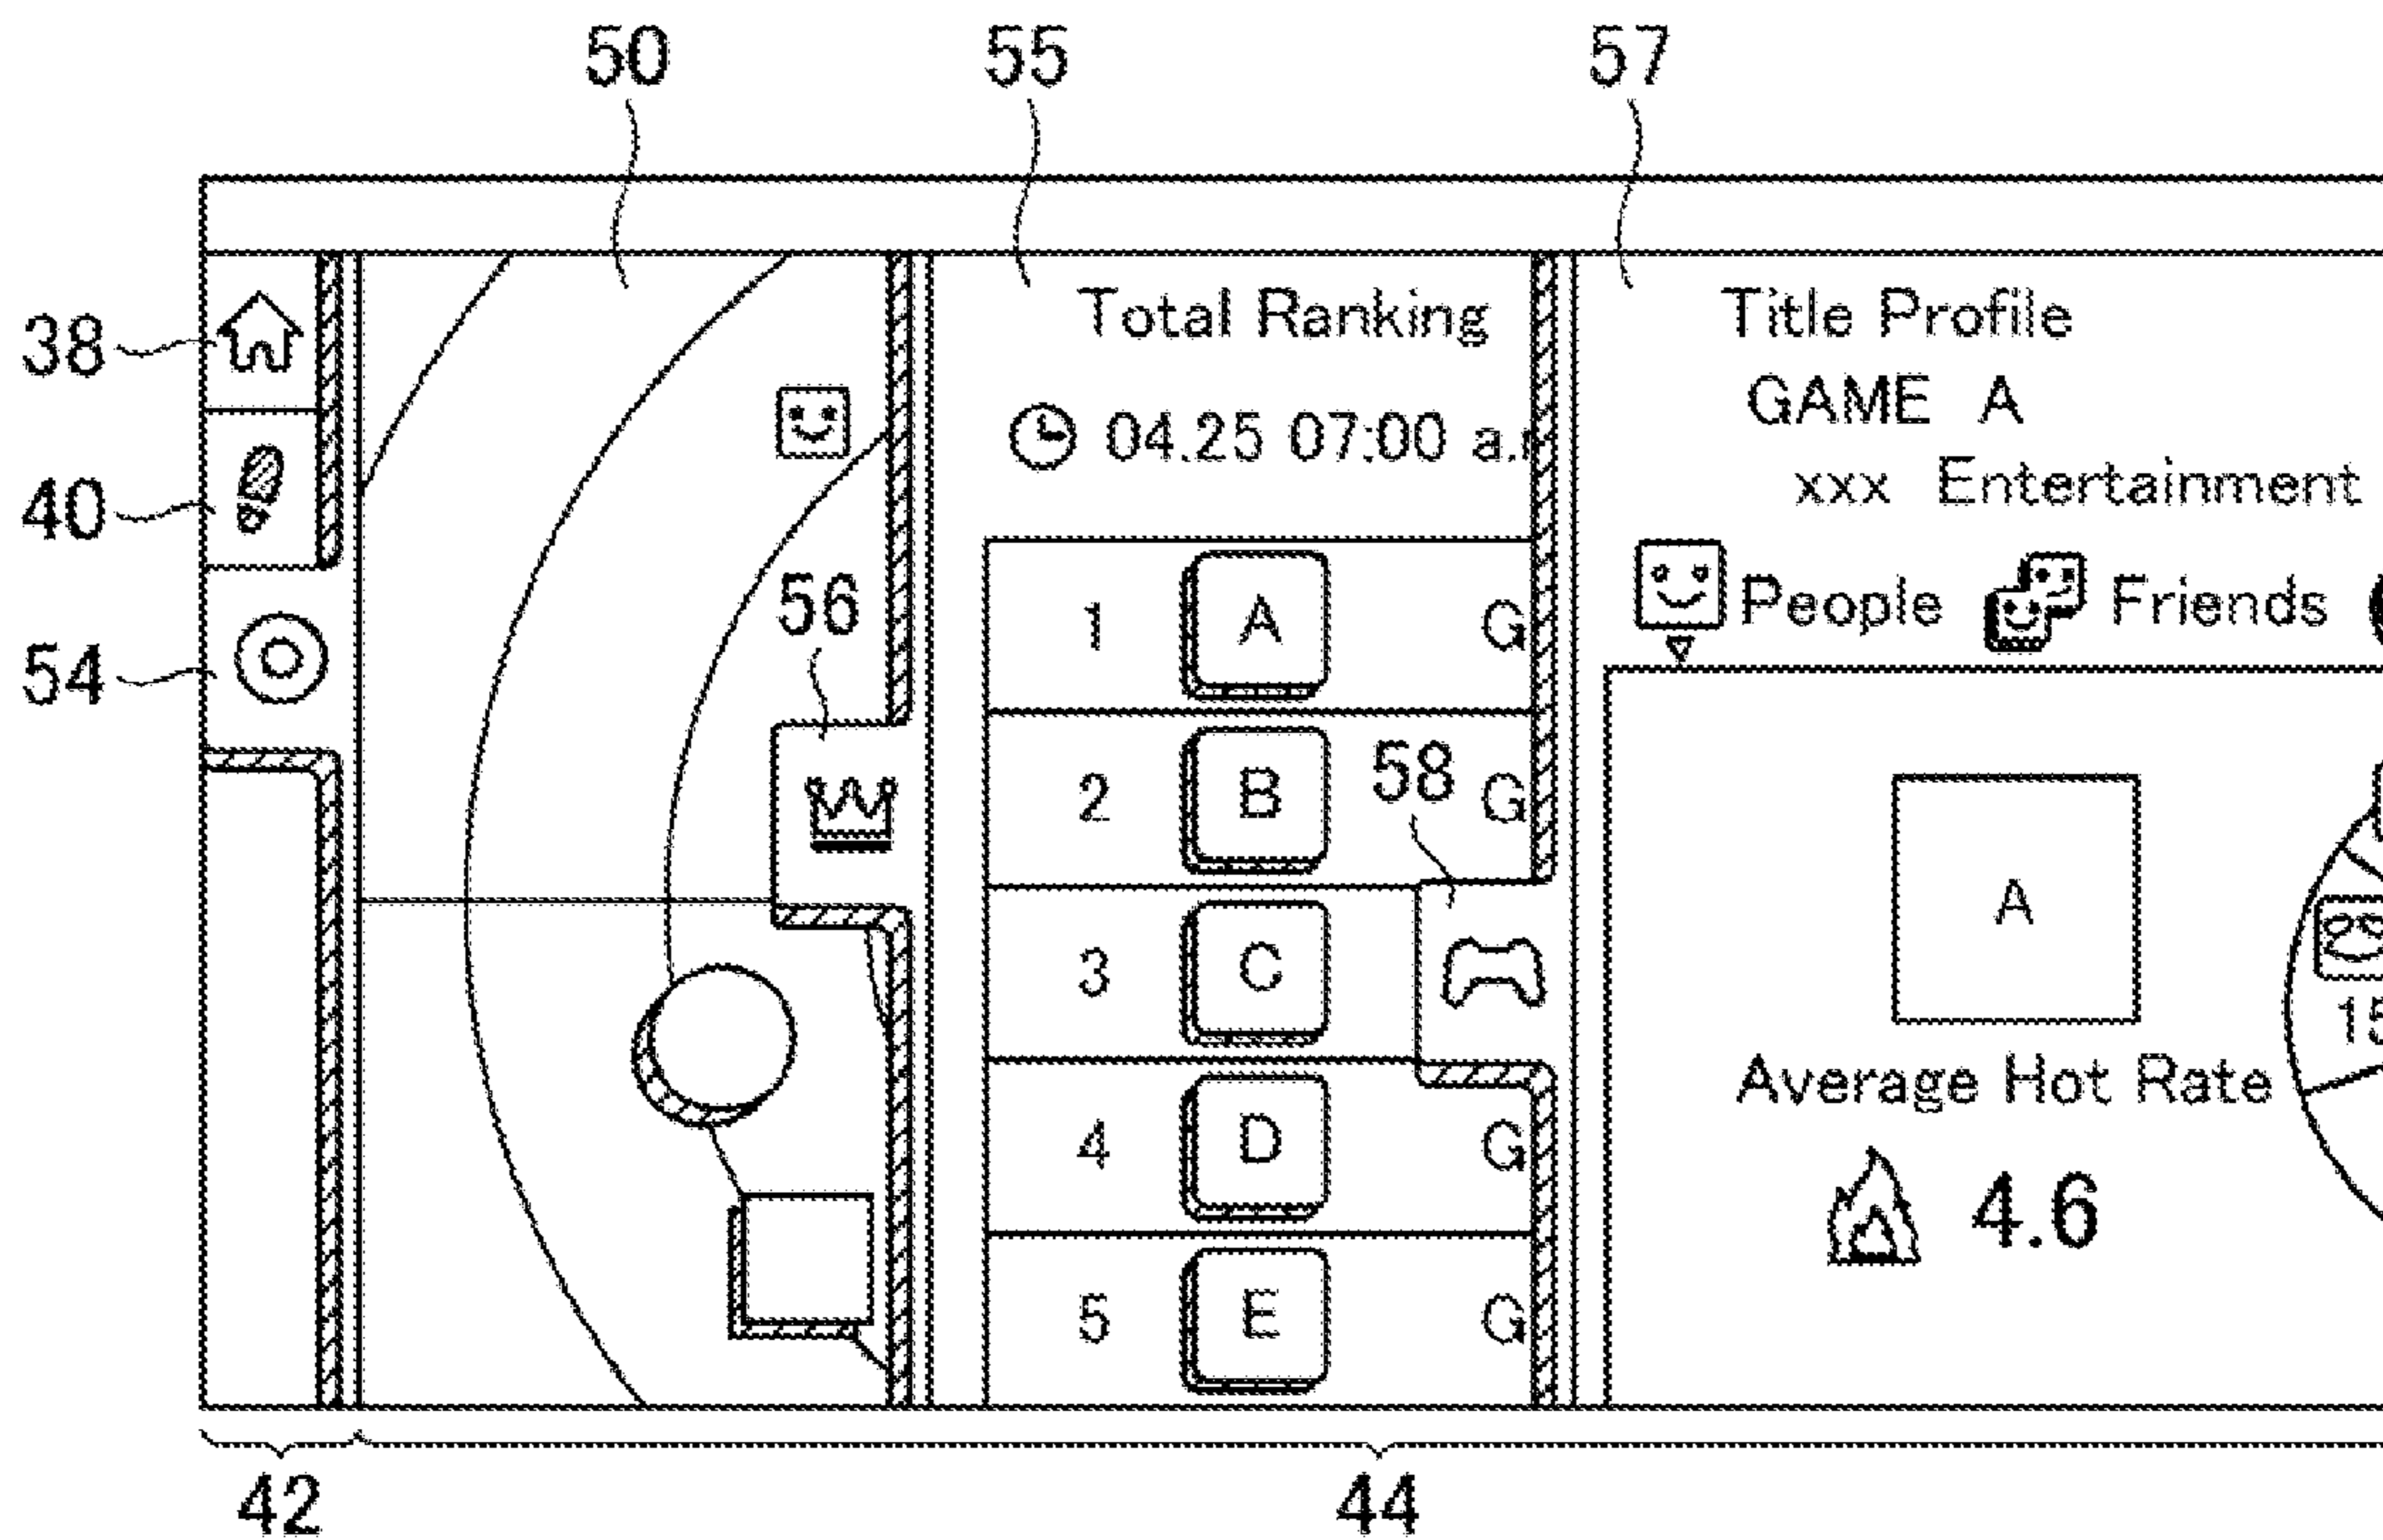 50 55 57
38
40
54
56
58
Total Ranking
04.25 07:00 a.
1 A G
2 B G
3 C
4 D G
5 E G
Title Profile
GAME A
xxx Entertainment
People Friends
A
15
Average Hot Rate
4.6
42 44